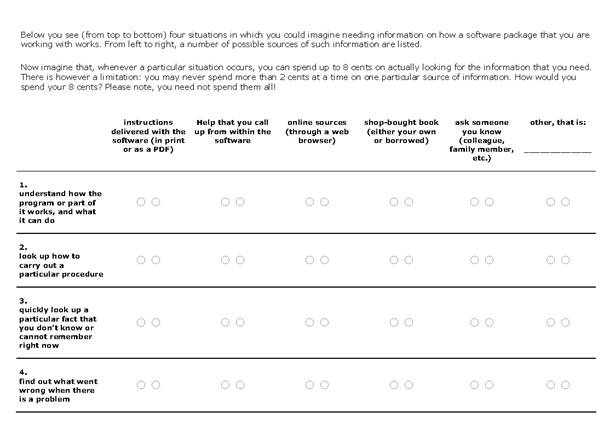 Below you see (from top to bottom) four situations in which you could imagine needing information on how a software package that you are
working with works. From left to right, a number of possible sources of such information are listed.
Now imagine that, whenever a particular situation occurs, you can spend up to 8 cents on actually looking for the information that you need.
There is however a limitation: you may never spend more than 2 cents at a time on one particular source of information. How would you
spend your 8 cents? Please note, you need not spend them all!
instructions
delivered with the
software (in print
or as a PDF)
Help that you call
up from within the
software
online sources
(through a web
browser)
shop-bought book
(either your own
or borrowed)
ask someone
you know
(colleague,
family member,
etc.)
other, that is:
_______________
1.
understand how the
program or part of
it works, and what
it can do
2.
look up how to
carry out a
particular procedure
3.
quickly look up a
particular fact that
you don't know or
cannot remember
right now
4.
find out what went
wrong when there
is a problem